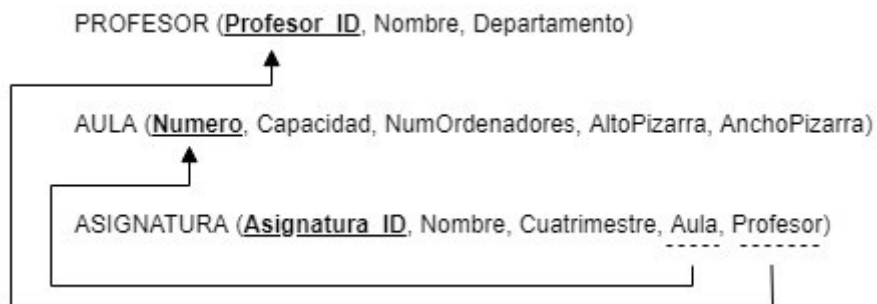 PROFESOR (Profesor_ID, Nombre, Departamento)
AULA (Numero, Capacidad, NumOrdenadores, AltoPizarra, AnchoPizarra)
ASIGNATURA (Asignatura_ID, Nombre, Cuatrimestre, Aula, Profesor)